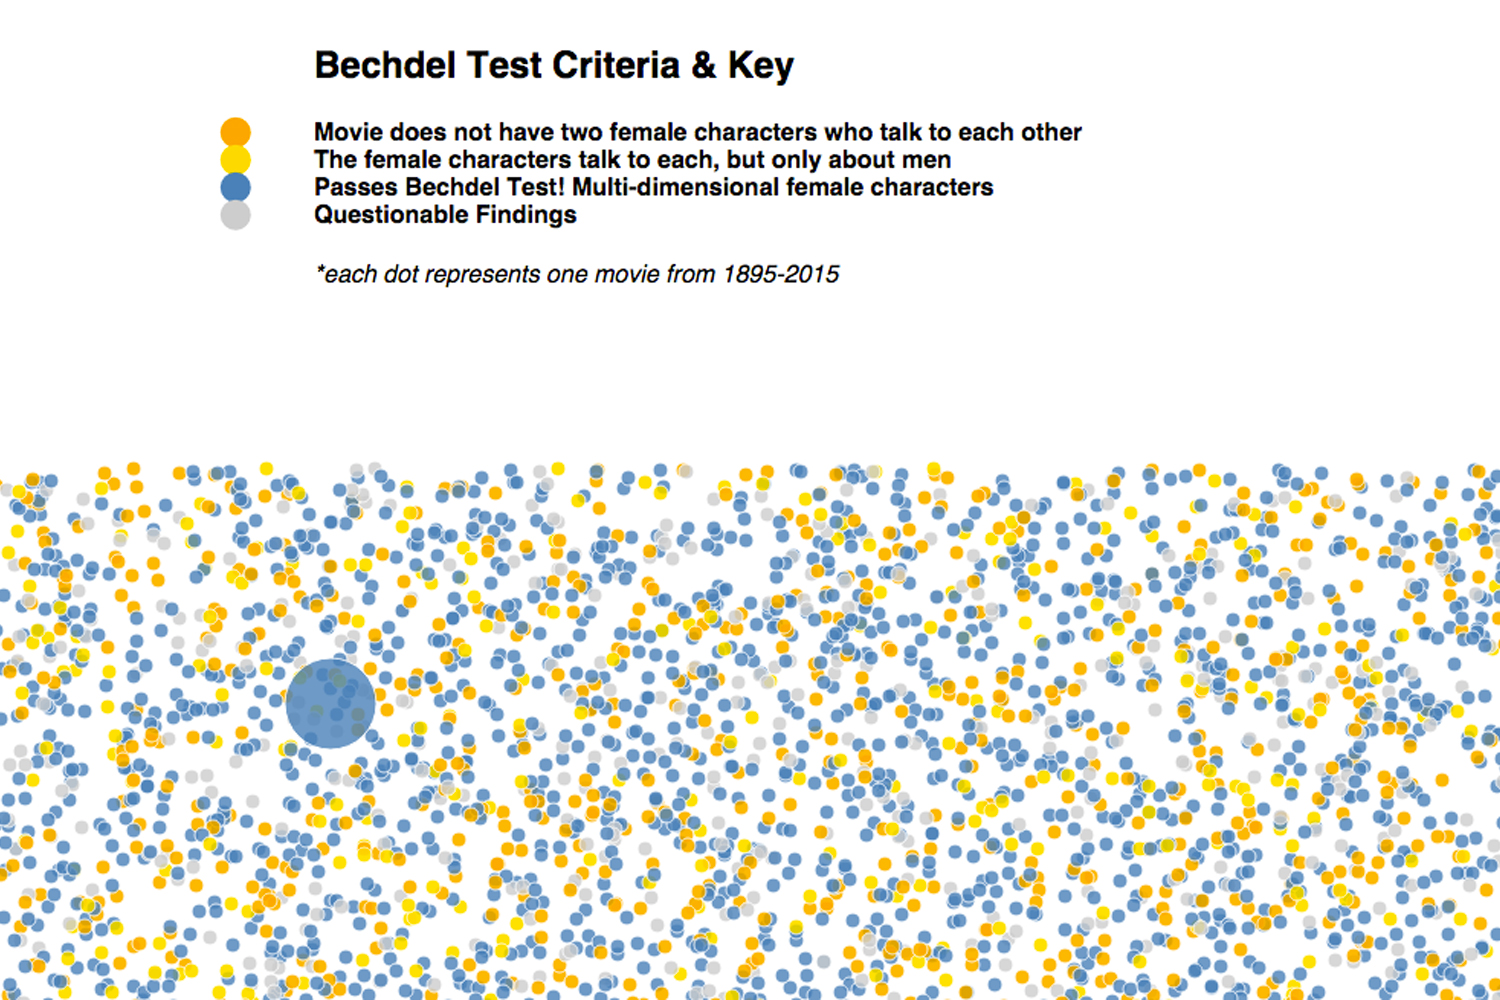 Bechdel Test Criteria & Key
Movie does not have two female characters who talk to each other
The female characters talk to each, but only about men
Passes Bechdel Test! Multi-dimensional female characters
Questionable Findings
*each dot represents one movie from 1895-2015